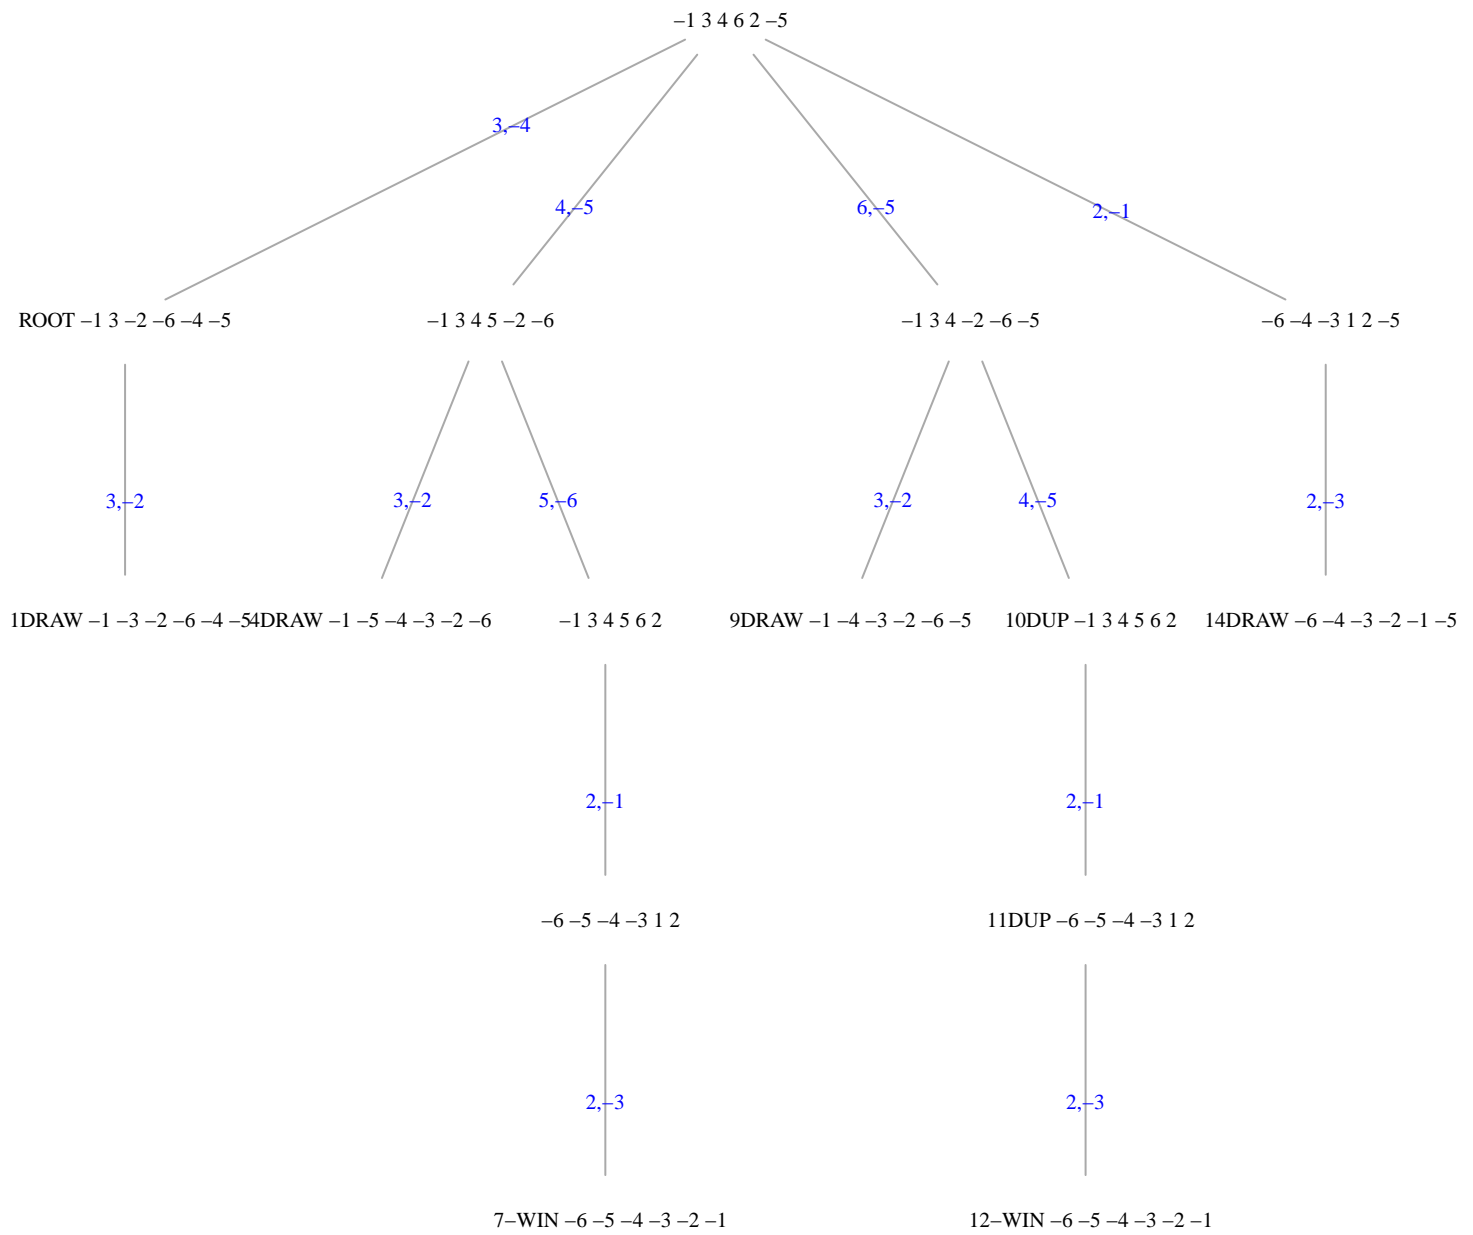 –1 3 4 6 2 –5
3,–4
4,–5
6,–5
2,–1
ROOT –1 3 –2 –6 –4 –5
–1 3 4 5 –2 –6
–1 3 4 –2 –6 –5
–6 –4 –3 1 2 –5
3,–2
3,–2
5,–6
3,–2
4,–5
2,–3
1DRAW –1 –3 –2 –6 –4 –5
4DRAW –1 –5 –4 –3 –2 –6
–1 3 4 5 6 2
9DRAW –1 –4 –3 –2 –6 –5
10DUP –1 3 4 5 6 2
14DRAW –6 –4 –3 –2 –1 –5
2,–1
2,–1
–6 –5 –4 –3 1 2
11DUP –6 –5 –4 –3 1 2
2,–3
2,–3
7–WIN –6 –5 –4 –3 –2 –1
12–WIN –6 –5 –4 –3 –2 –1